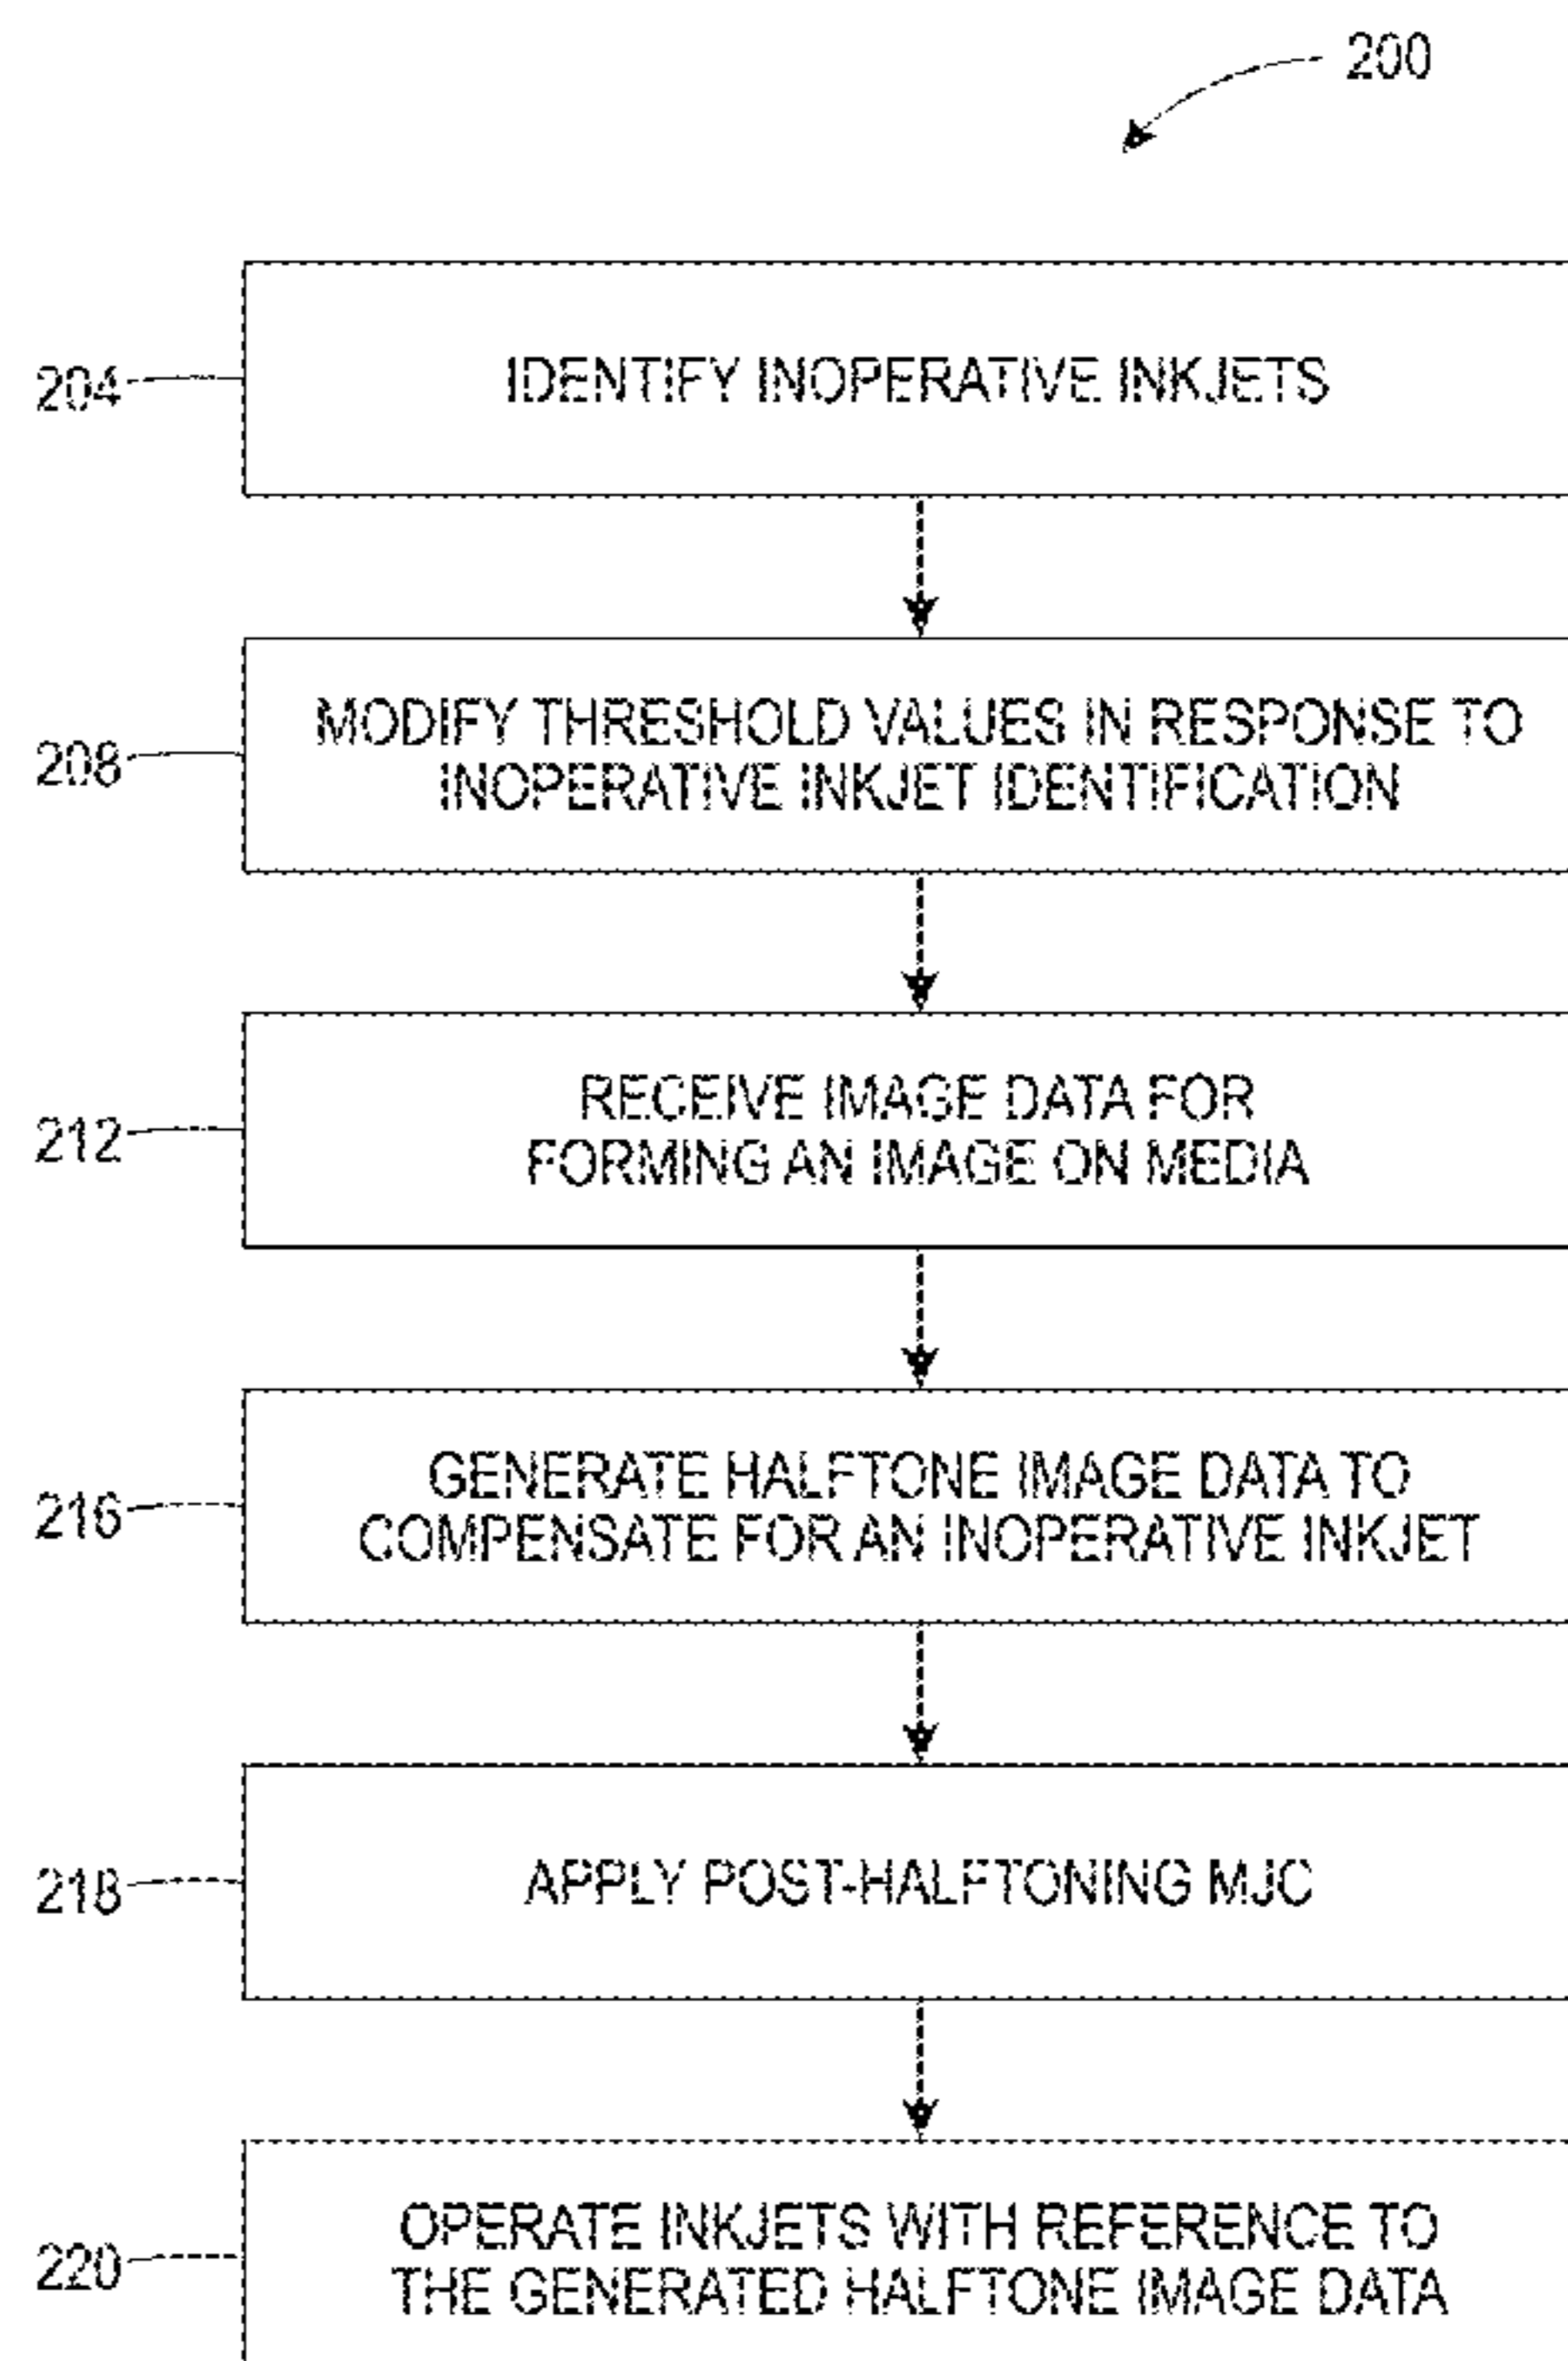 200
204
IDENTIFY INOPERATIVE INKJETS
208
MODIFY THRESHOLD VALUES IN RESPONSE TO
INOPERATIVE INKJET IDENTIFICATION
212
RECEIVE IMAGE DATA FOR
FORMING AN IMAGE ON MEDIA
216
GENERATE HALFTONE IMAGE DATA TO
COMPENSATE FOR AN INOPERATIVE INKJET
218
APPLY POST-HALFTONING MJC
220
OPERATE INKJETS WITH REFERENCE TO
THE GENERATED HALFTONE IMAGE DATA